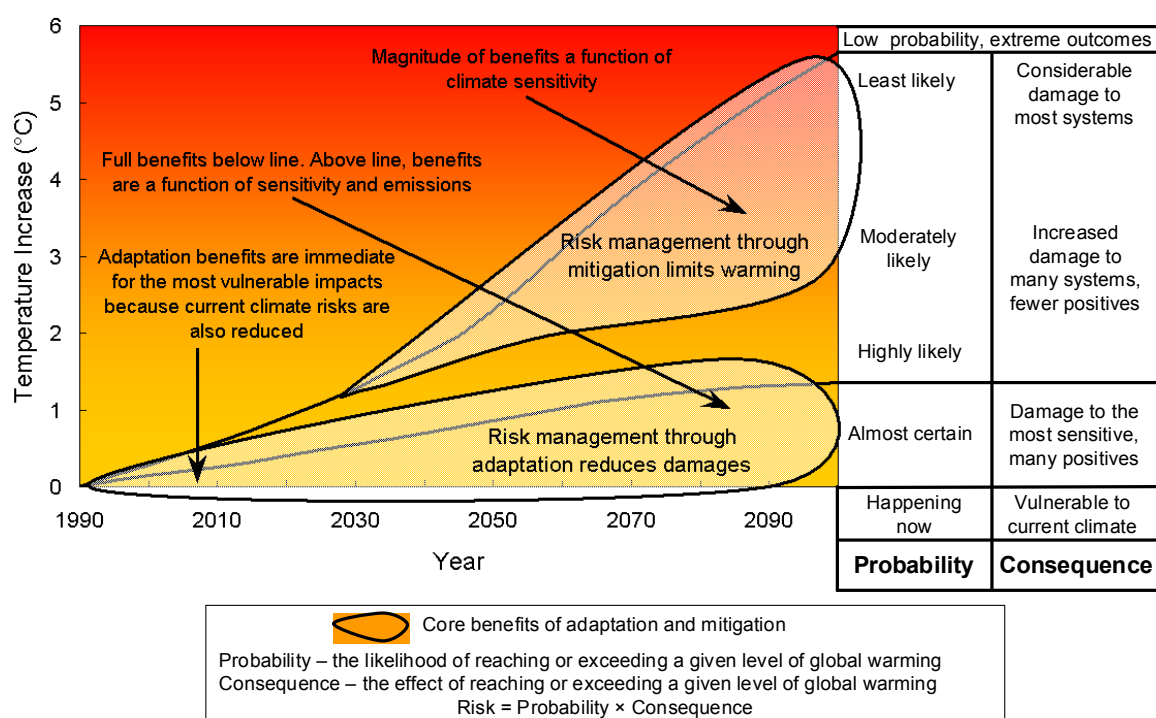 6
5
4
3
2
1
0
Temperature Increase (°C)
1990
2010
2030
2050
2070
2090
Year
Magnitude of benefits a function of
climate sensitivity
Full benefits below line. Above line, benefits
are a function of sensitivity and emissions
Adaptation benefits are immediate
for the most vulnerable impacts
because current climate risks are
also reduced
Risk management through
mitigation limits warming
Risk management through
adaptation reduces damages
Low probability, extreme outcomes
Least likely
Considerable
damage to
most systems
Moderately
likely
Increased
damage to
many systems,
fewer positives
Highly likely
Almost certain
Damage to the
most sensitive,
many positives
Happening
now
Vulnerable to
current climate
Probability
Consequence
Core benefits of adaptation and mitigation
Probability – the likelihood of reaching or exceeding a given level of global warming
Consequence – the effect of reaching or exceeding a given level of global warming
Risk = Probability × Consequence